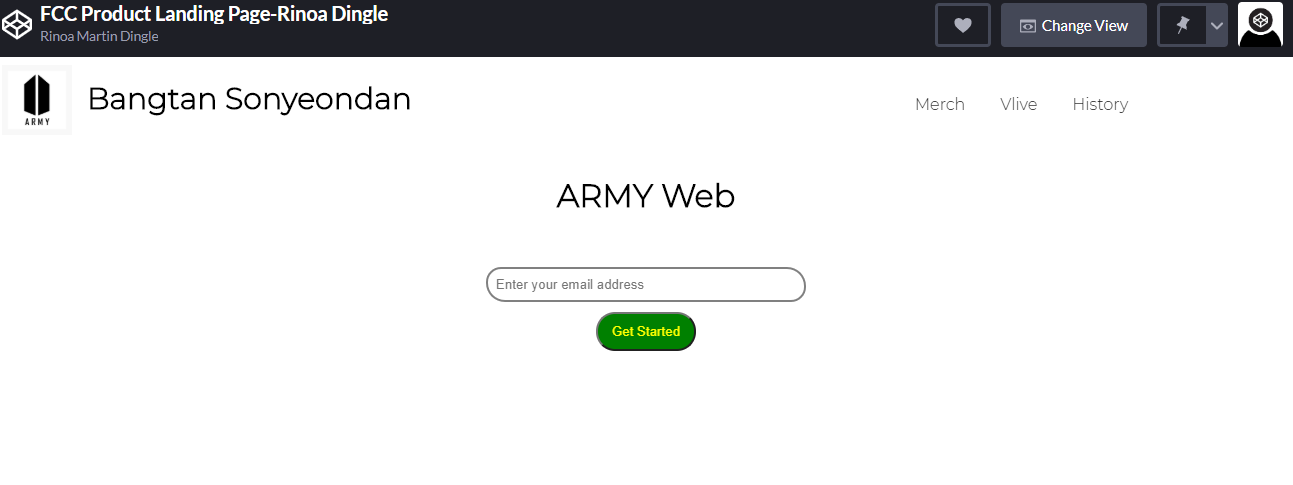 FCC Product Landing Page-Rinoa Dingle
Rinoa Martin Dingle
Change View
ARMY
Bangtan Sonyeondan
Merch Vlive History
ARMY Web
Enter your email address
Get Started